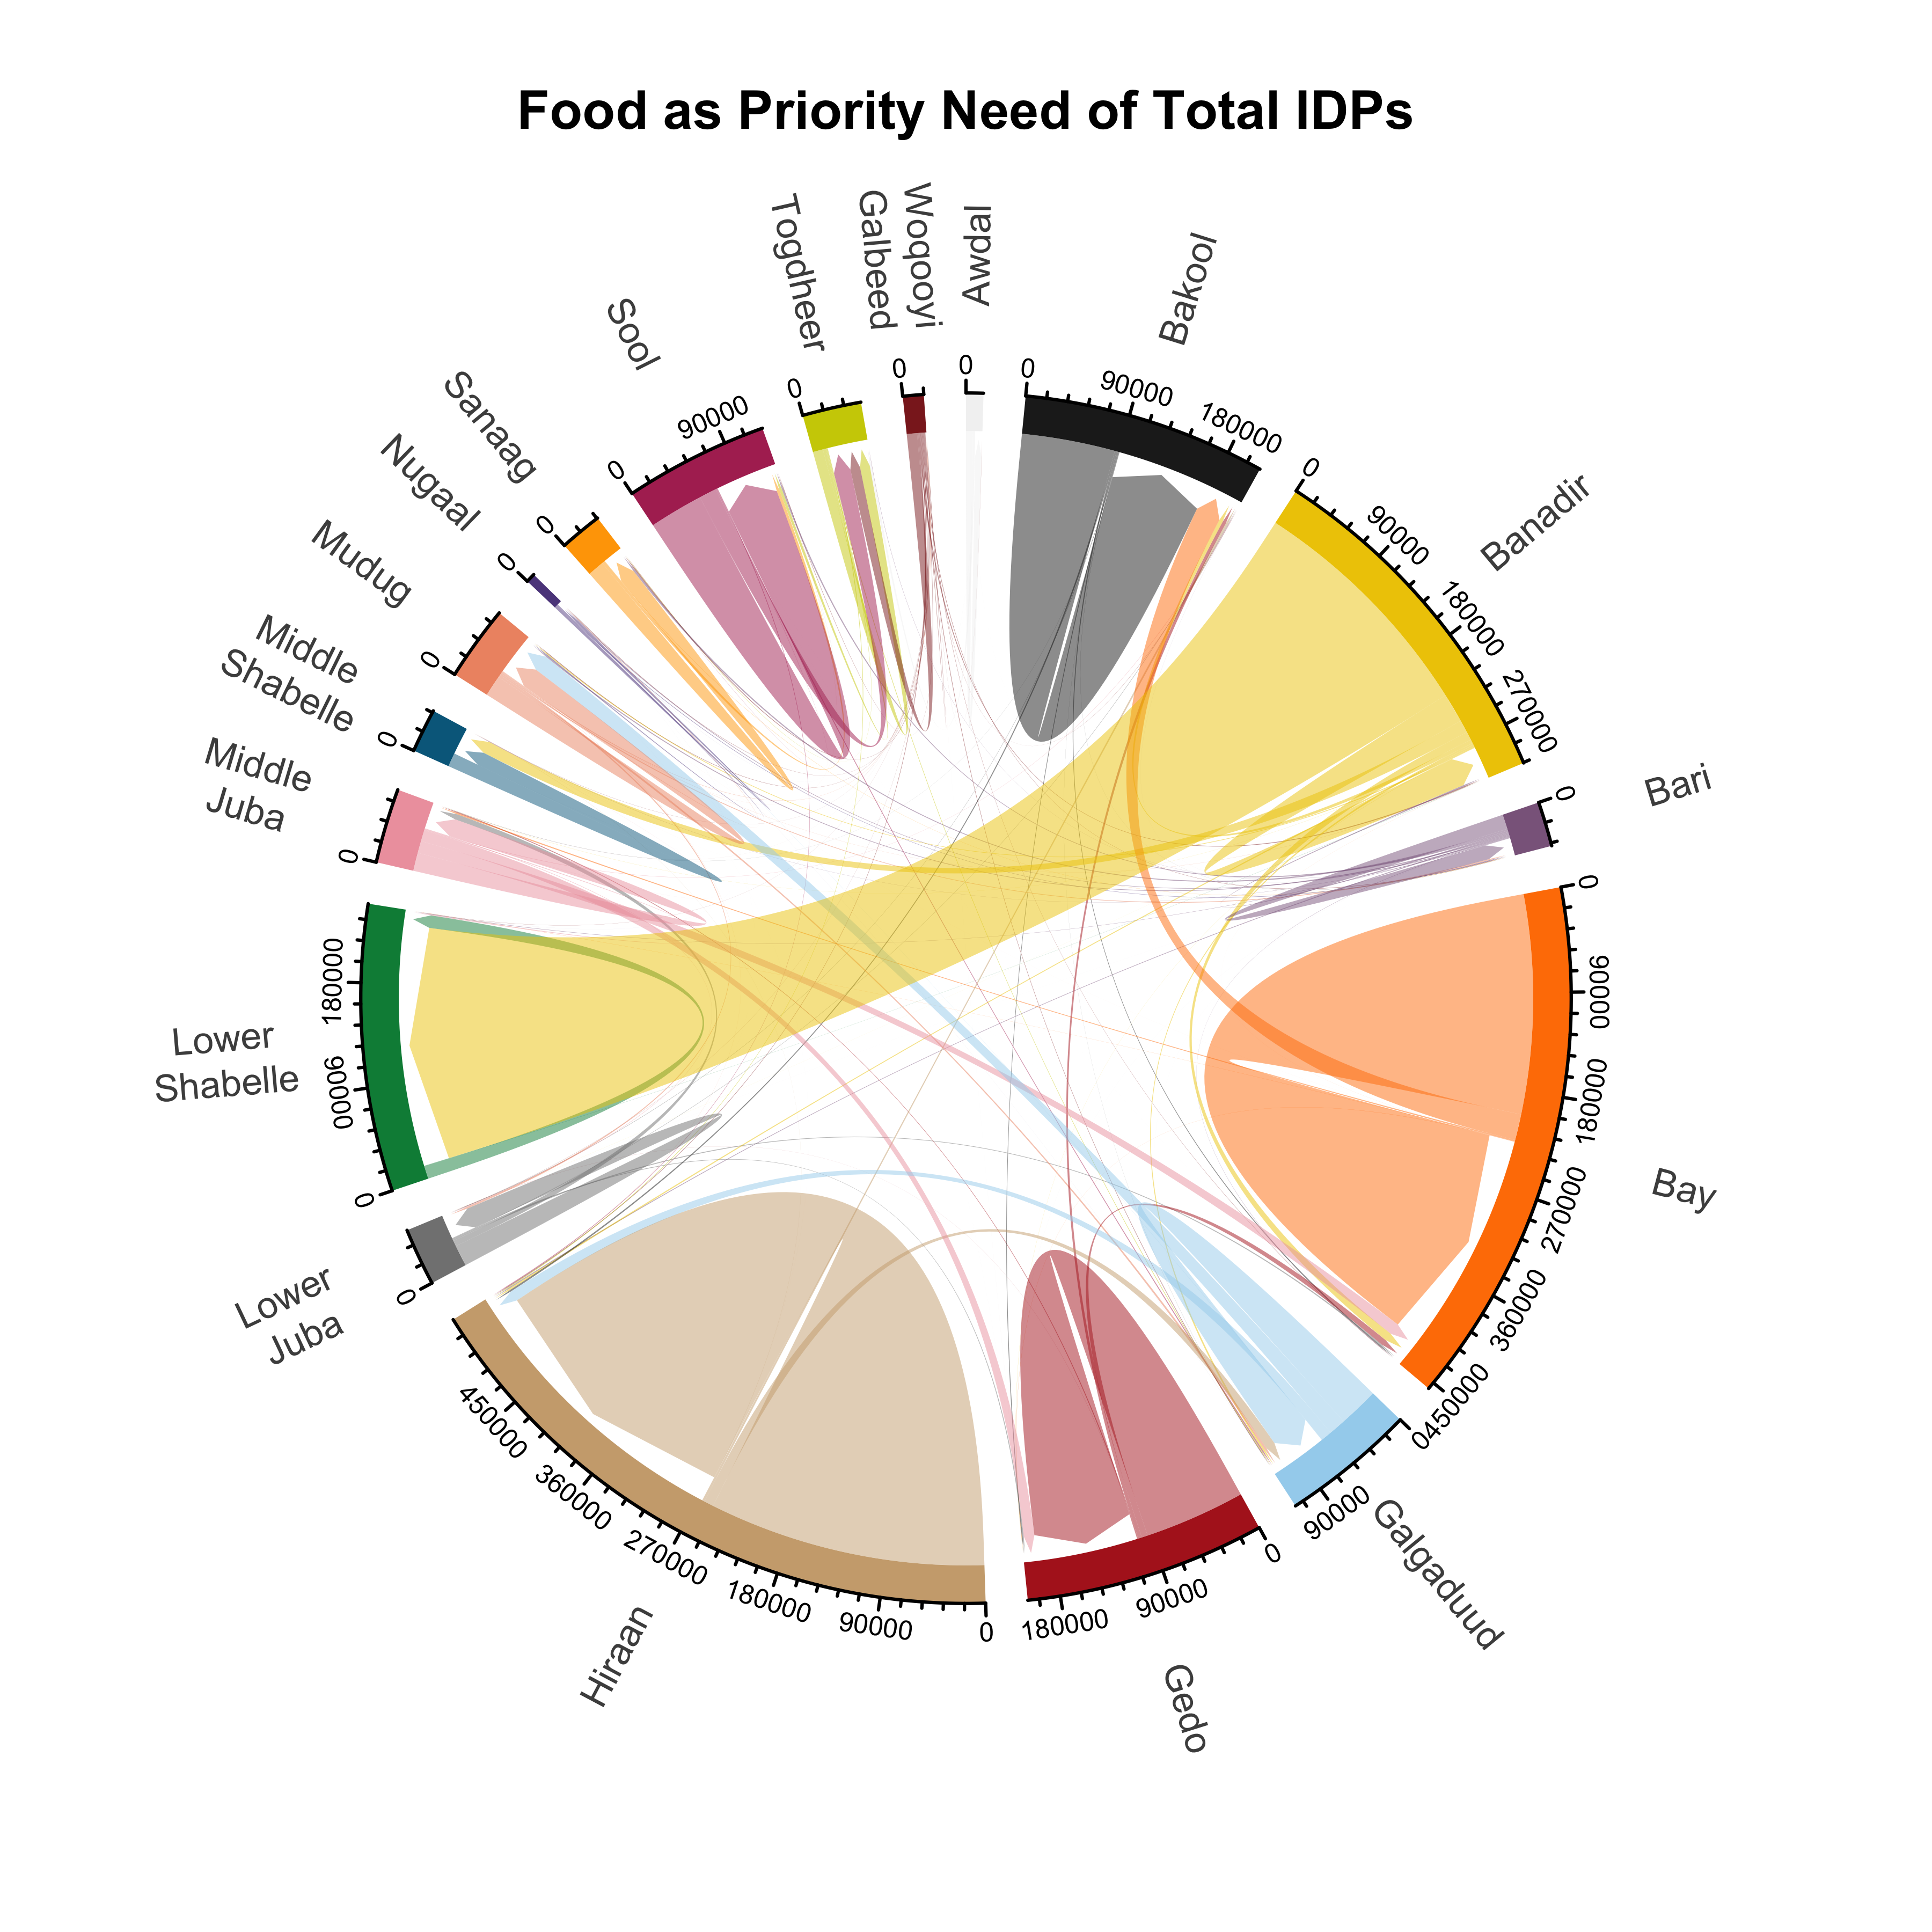 Food as Priority Need of Total IDPs
Awdal
0
Bakool
0
90000
180000
Banadir
0
90000
180000
270000
Bari
0
Bay
0
90000
180000
270000
360000
450000
Galgaduud
0
90000
Gedo
0
90000
180000
Hiraan
0
90000
180000
270000
360000
450000
Lower
Juba
0
Lower
Shabelle
0
90000
180000
Middle
Juba
0
Middle
Shabelle
0
Mudug
0
Nugaal
0
Sanaag
0
Sool
0
90000
Togdheer
0
Woqooyi
Galbeed
0